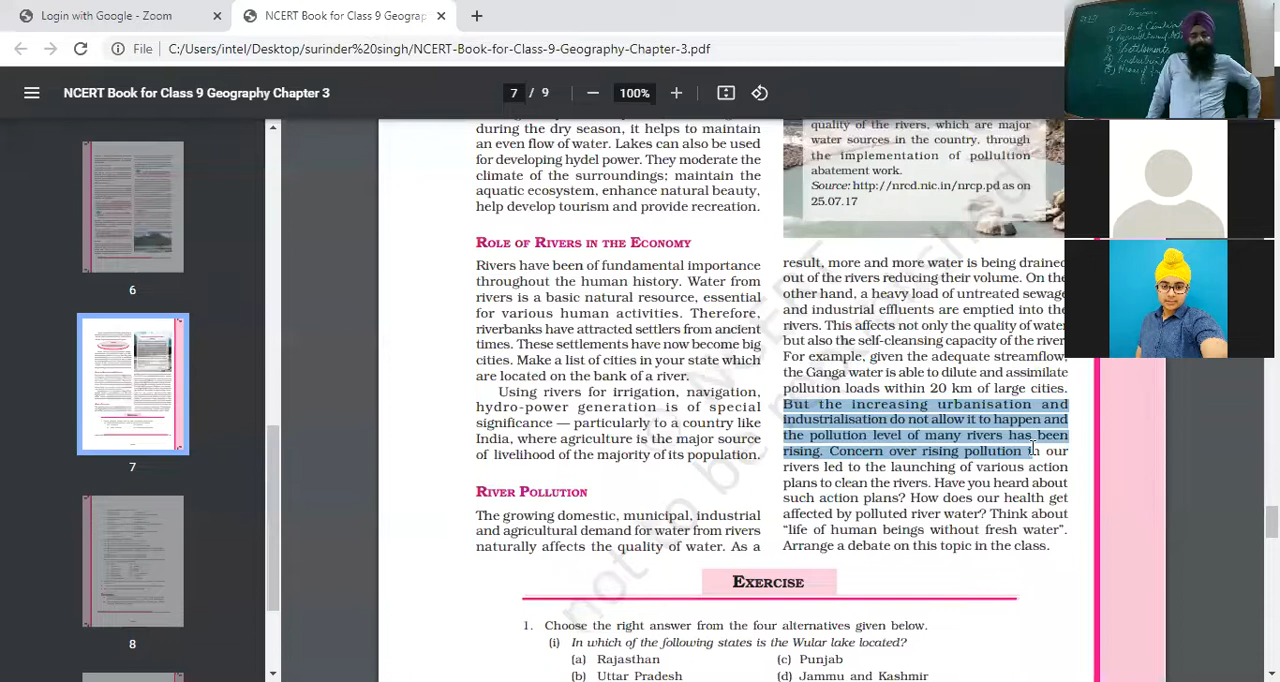 Login with Google - Zoom
NCERT Book for Class 9 Geograp
File
C:/Users/intel/Desktop/surinder%20singh/NCERT-Book-for-Class-9-Geography-Chapter-3.pdf
NCERT Book for Class 9 Geography Chapter 3
7 / 9
100%
6
7
8
during the dry season, it helps to maintain
an even flow of water. Lakes can also be used
for developing hydel power. They moderate the
climate of the surroundings; maintain the
aquatic ecosystem, enhance natural beauty,
help develop tourism and provide recreation.
ROLE OF RIVERS IN THE ECONOMY
Rivers have been of fundamental importance
throughout the human history. Water from
rivers is a basic natural resource, essential
for various human activities. Therefore,
riverbanks have attracted settlers from ancient
times. These settlements have now become big
cities. Make a list of cities in your state which
are located on the bank of a river.
Using rivers for irrigation, navigation,
hydro-power generation is of special
significance — particularly to a country like
India, where agriculture is the major source
of livelihood of the majority of its population.
RIVER POLLUTION
The growing domestic, municipal, industrial
and agricultural demand for water from rivers
naturally affects the quality of water. As a
quality of the rivers, which are major
water sources in the country. through
the implementation of pollution
abatement work.
Source: http://nrcd.nic.in/nrcp.pd as on
25.07.17
result, more and more water is being drained
out of the rivers reducing their volume. On the
other hand, a heavy load of untreated sewage
and industrial effluents are emptied into the
rivers. This affects not only the quality of water
but also the self-cleansing capacity of the river.
For example, given the adequate streamflow,
the Ganga water is able to dilute and assimilate
pollution loads within 20 km of large cities.
But the increasing urbanisation and
industrialisation do not allow it to happen and
the pollution level of many rivers has been
rising. Concern over rising pollution in our
rivers led to the launching of various action
plans to clean the rivers. Have you heard about
such action plans? How does our health get
affected by polluted river water? Think about
“life of human beings without fresh water”.
Arrange a debate on this topic in the class.
EXERCISE
1. Choose the right answer from the four alternatives given below.
(i) In which of the following states is the Wular lake located?
(a) Rajasthan (c) Punjab
(b) Uttar Pradesh (d) Jammu and Kashmir